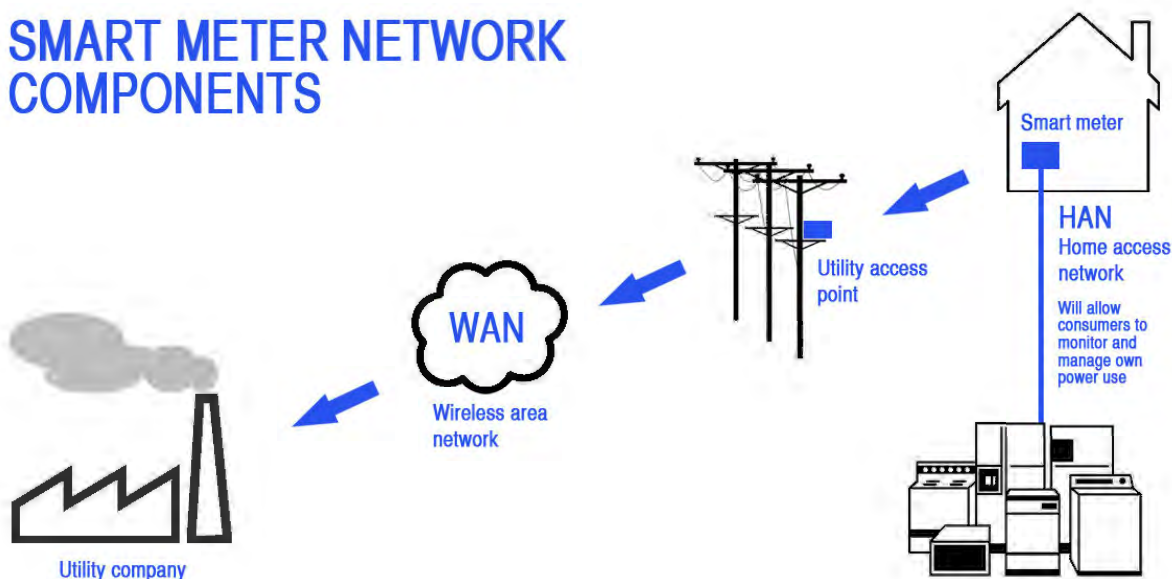 SMART METER NETWORK
COMPONENTS
Smart meter
HAN
Home access
network
Will allow
consumers to
monitor and
manage own
power use
Utility access
point
WAN
Wireless area
network
Utility company